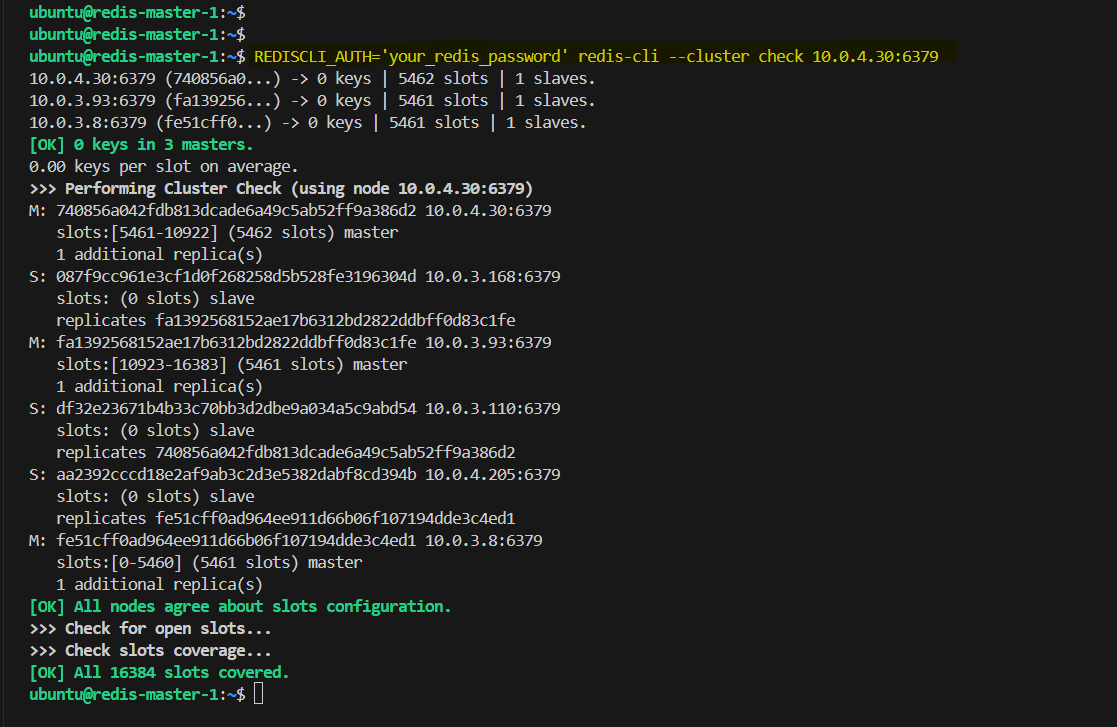 ubuntu@redis-master-1:~$
ubuntu@redis-master-1:~$
ubuntu@redis-master-1:~$ REDISCLI_AUTH='your_redis_password' redis-cli --cluster check 10.0.4.30:6379
10.0.4.30:6379 (740856a0...) -> 0 keys | 5462 slots | 1 slaves.
10.0.3.93:6379 (fa139256...) -> 0 keys | 5461 slots | 1 slaves.
10.0.3.8:6379 (fe51cff0...) -> 0 keys | 5461 slots | 1 slaves.
[OK] 0 keys in 3 masters.
0.00 keys per slot on average.
>>> Performing Cluster Check (using node 10.0.4.30:6379)
M: 740856a042fdb813dcade6a49c5ab52ff9a386d2 10.0.4.30:6379
   slots:[5461-10922] (5462 slots) master
   1 additional replica(s)
S: 087f9cc961e3cf1d0f268258d5b528fe3196304d 10.0.3.168:6379
   slots: (0 slots) slave
   replicates fa1392568152ae17b6312bd2822ddbff0d83c1fe
M: fa1392568152ae17b6312bd2822ddbff0d83c1fe 10.0.3.93:6379
   slots:[10923-16383] (5461 slots) master
   1 additional replica(s)
S: df32e23671b4b33c70bb3d2dbe9a034a5c9abd54 10.0.3.110:6379
   slots: (0 slots) slave
   replicates 740856a042fdb813dcade6a49c5ab52ff9a386d2
S: aa2392cccd18e2af9ab3c2d3e5382dabf8cd394b 10.0.4.205:6379
   slots: (0 slots) slave
   replicates fe51cff0ad964ee911d66b06f107194dde3c4ed1
M: fe51cff0ad964ee911d66b06f107194dde3c4ed1 10.0.3.8:6379
   slots:[0-5460] (5461 slots) master
   1 additional replica(s)
[OK] All nodes agree about slots configuration.
>>> Check for open slots...
>>> Check slots coverage...
[OK] All 16384 slots covered.
ubuntu@redis-master-1:~$